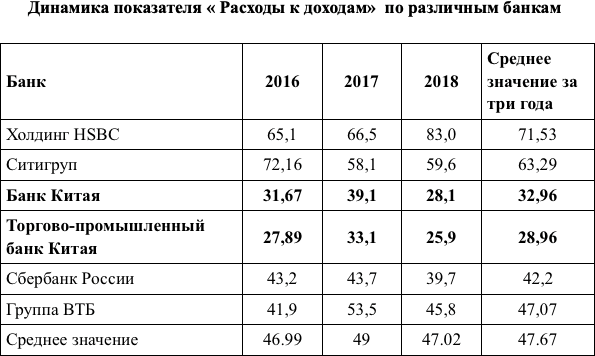 Динамика показателя « Расходы к доходам» по различным банкам
Банк 2016 2017 2018 Среднее значение за три года
Холдинг HSBC 65,1 66,5 83,0 71,53
Ситигруп 72,16 58,1 59,6 63,29
Банк Китая 31,67 39,1 28,1 32,96
Торгово-промышленный
банк Китая 27,89 33,1 25,9 28,96
Сбербанк России 43,2 43,7 39,7 42,2
Группа ВТБ 41,9 53,5 45,8 47,07
Среднее значение 46.99 49 47.02 47.67